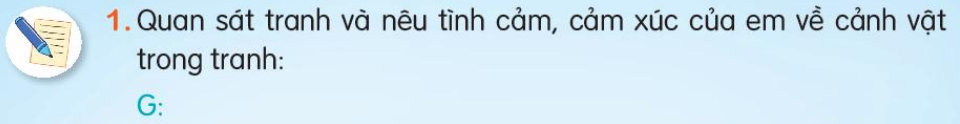 1. Quan sát tranh và nêu tình cảm, cảm xúc của em về cảnh vật
trong tranh:
G: